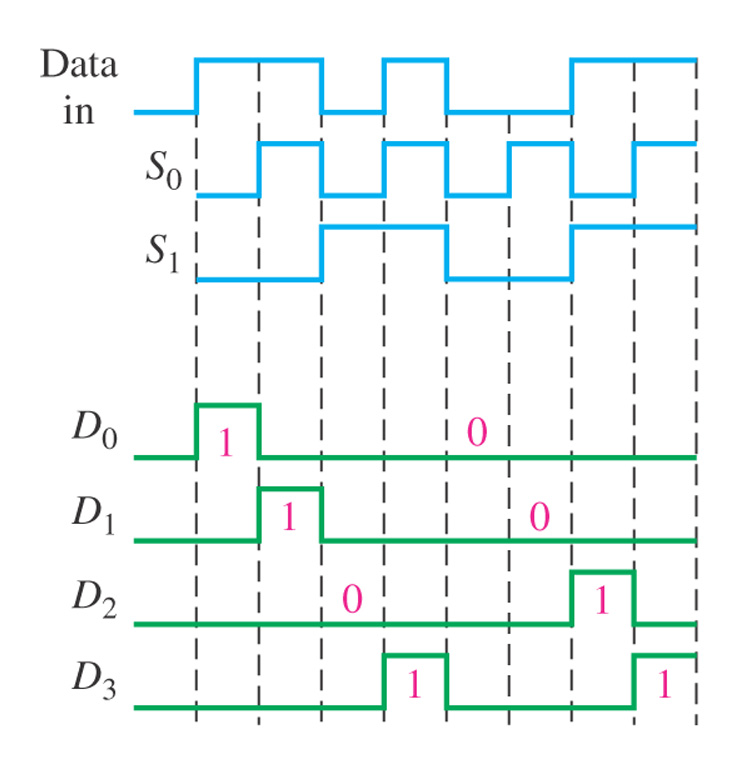 Data
in
S₀
S₁
D₀ 1 0
D₁ 1 0
D₂ 0 1
D₃ 1 1